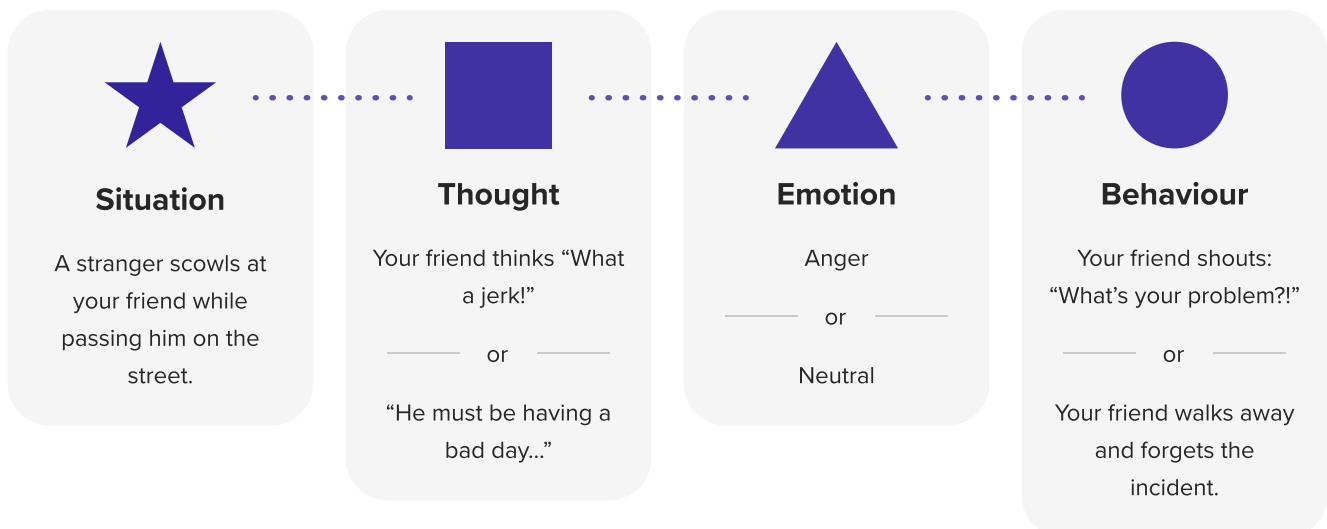 Situation
A stranger scowls at
your friend while
passing him on the
street.
Thought
Your friend thinks “What
a jerk!”
or
“He must be having a
bad day...”
Emotion
Anger
or
Neutral
Behaviour
Your friend shouts:
“What’s your problem?!”
or
Your friend walks away
and forgets the
incident.